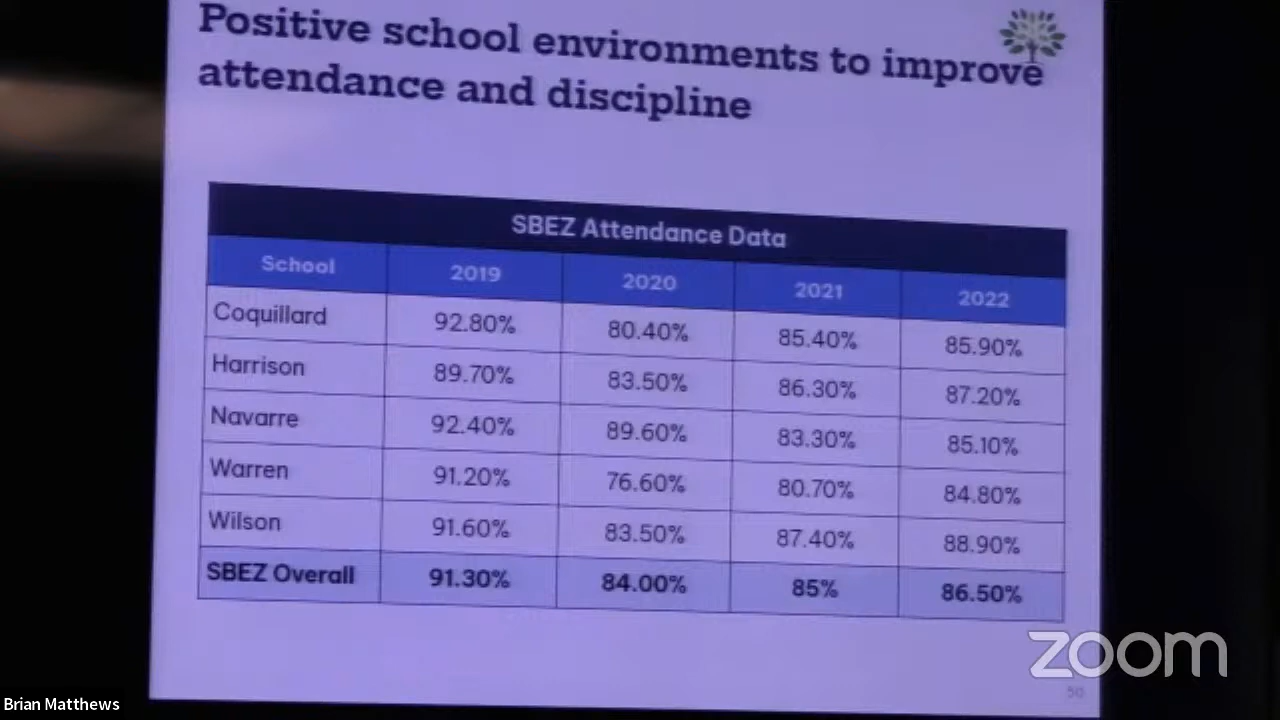 Positive school environments to improve
attendance and discipline
SBEZ Attendance Data
School 2019 2020 2021 2022
Coquillard 92.80% 80.40% 85.40% 85.90%
Harrison 89.70% 83.50% 86.30% 87.20%
Navarre 92.40% 89.60% 83.30% 85.10%
Warren 91.20% 76.60% 80.70% 84.80%
Wilson 91.60% 83.50% 87.40% 88.90%
SBEZ Overall 91.30% 84.00% 85% 86.50%
zoom
50
Brian Matthews